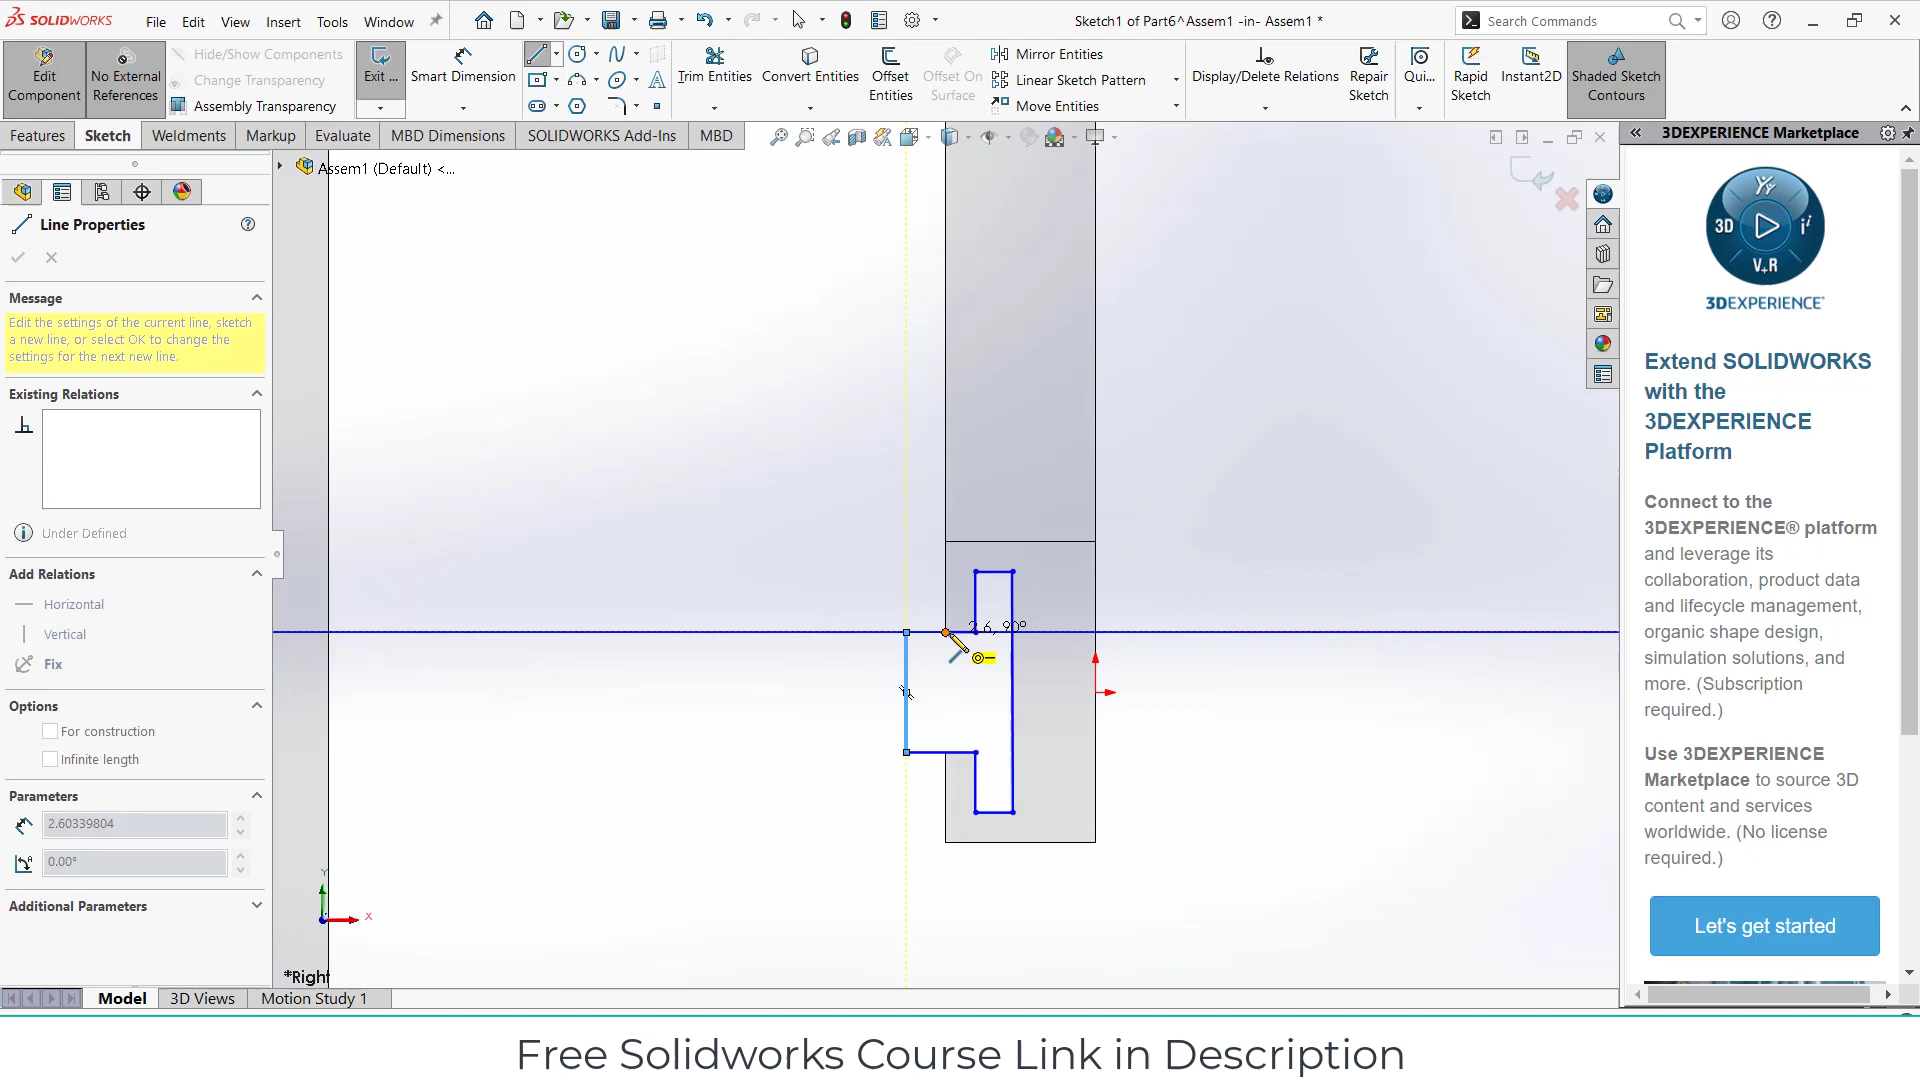 SOLIDWORKS
File Edit View Insert Tools Window
Sketch1 of Part6^Assem1 -in- Assem1 *
Search Commands
Edit Component
No External References
Hide/Show Components
Change Transparency
Assembly Transparency
Exit ...
Smart Dimension
Trim Entities
Convert Entities
Offset Entities
Offset On Surface
Mirror Entities
Linear Sketch Pattern
Move Entities
Display/Delete Relations
Repair Sketch
Qui...
Rapid Sketch
Instant2D
Shaded Sketch Contours
Features Sketch Weldments Markup Evaluate MBD Dimensions SOLIDWORKS Add-Ins MBD
3DEXPERIENCE Marketplace
Assem1 (Default) <...
Line Properties
Message
Edit the settings of the current line, sketch
a new line, or select OK to change the
settings for the next new line.
Existing Relations
Under Defined
Add Relations
Horizontal
Vertical
Fix
Options
For construction
Infinite length
Parameters
2.60339804
0.00°
Additional Parameters
2.6, 90°
Y
X
*Right
3D
V+R
3DEXPERIENCE
Extend SOLIDWORKS
with the
3DEXPERIENCE
Platform
Connect to the
3DEXPERIENCE® platform
and leverage its
collaboration, product data
and lifecycle management,
organic shape design,
simulation solutions, and
more. (Subscription
required.)
Use 3DEXPERIENCE
Marketplace to source 3D
content and services
worldwide. (No license
required.)
Let's get started
Model 3D Views Motion Study 1
Free Solidworks Course Link in Description